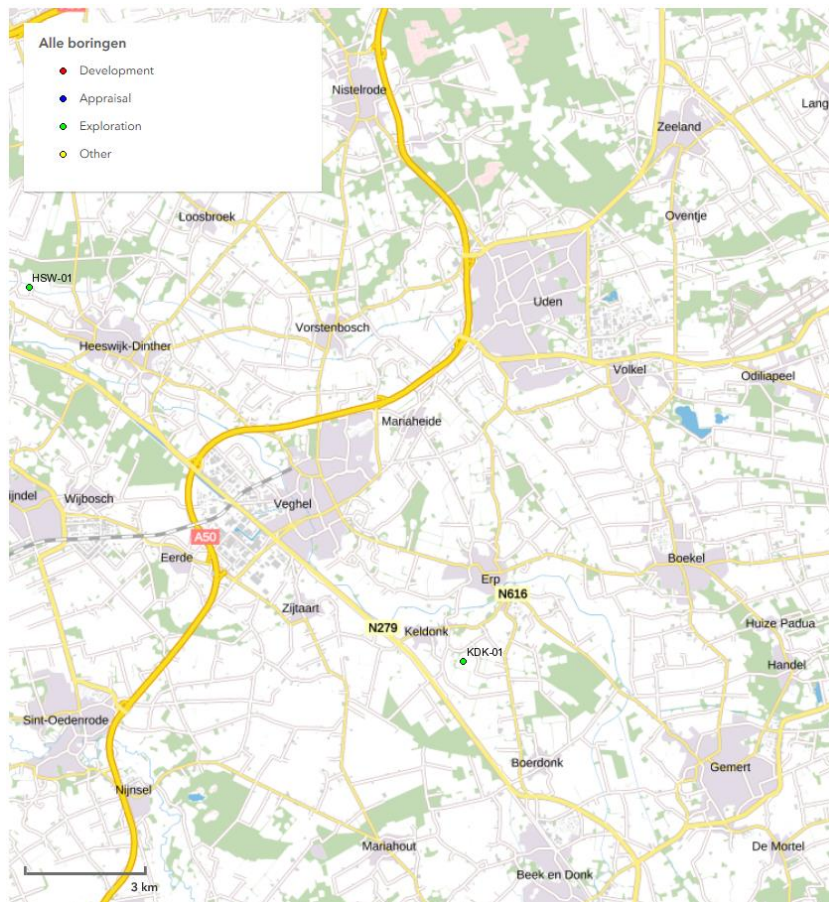 Alle boringen
Development
Appraisal
Exploration
Other
Nistelrode
Zeeland
Lang
Loosbroek
Oventje
HSW-01
Uden
Vorstenbosch
Heeswijk-Dinther
Volkel
Odiliapeel
Mariaheide
ijndel
Wijbosch
Veghel
A50
Eerde
Boekel
Erp
N616
Zijtaart
N279
Keldonk
Huize Padua
KDK-01
Handel
Sint-Oedenrode
Boerdonk
Gemert
Nijnsel
Mariahout
De Mortel
Beek en Donk
3 km